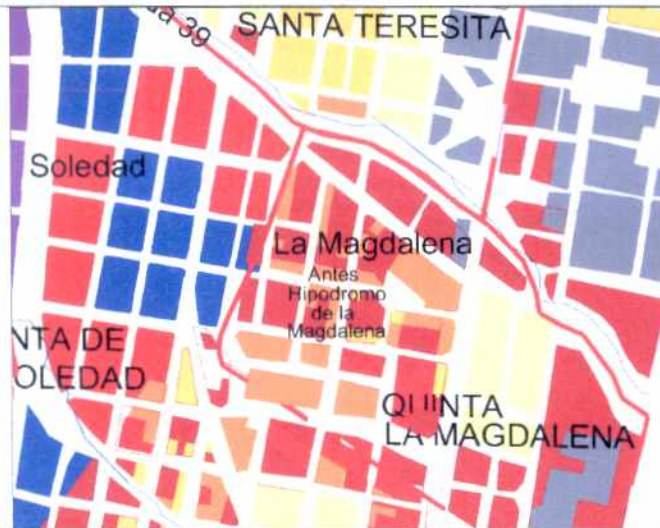 39
SANTA TERESITA
Soledad
La Magdalena
Antes
Hipodromo
de la
Magdalena
NTA DE
OLEDAD
QUINTA
LA MAGDALENA